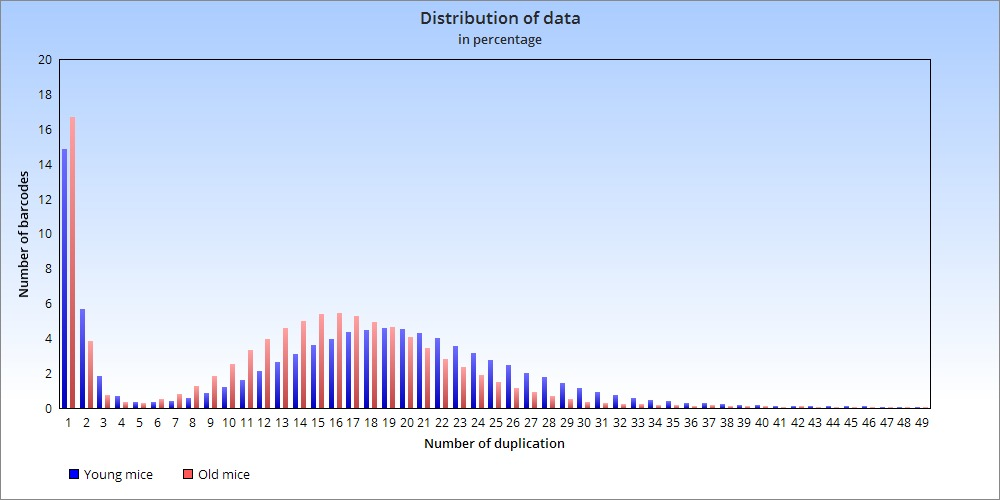 Distribution of data
in percentage
20
18
16
14
12
10
8
6
4
2
0
Number of barcodes
1 2 3 4 5 6 7 8 9 10 11 12 13 14 15 16 17 18 19 20 21 22 23 24 25 26 27 28 29 30 31 32 33 34 35 36 37 38 39 40 41 42 43 44 45 46 47 48 49
Number of duplication
Young mice Old mice